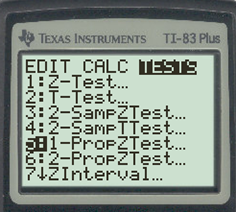 TEXAS INSTRUMENTS TI-83 Plus
EDIT CALC TESTS
1:Z-Test…
2:T-Test…
3:2-SampZTest…
4:2-SampTTest…
5:1-PropZTest…
6:2-PropZTest…
7↓ZInterval…